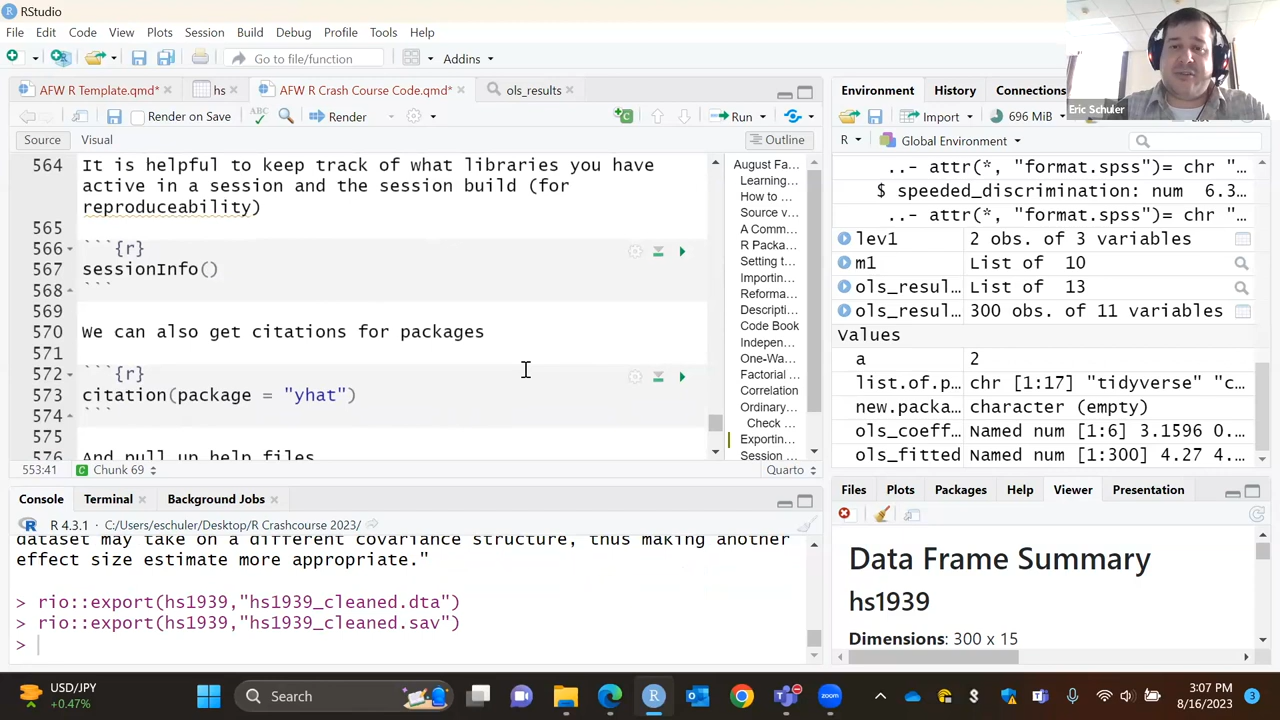 RStudio
File Edit Code View Plots Session Build Debug Profile Tools Help
Go to file/function
Addins
AFW R Template.qmd*
hs
AFW R Crash Course Code.qmd*
ols_results
Render on Save
ABC
Render
Run
Source
Visual
Outline
564 It is helpful to keep track of what libraries you have
active in a session and the session build (for
reproduceability)
565
566 ```{r}
567 sessionInfo()
568 ```
569
570 We can also get citations for packages
571
572 ```{r}
573 citation(package = "yhat")
574 ```
575
576 And pull up help files
553:41
Chunk 69
Quarto
August Fa...
Learning...
How to ...
Source v...
A Comm...
R Packa...
Setting t...
Importin...
Reforma...
Descripti...
Code Book
Indepen...
One-Wa...
Factorial ...
Correlation
Ordinary...
Check ...
Exportin...
Session ...
Console
Terminal
Background Jobs
R 4.3.1 · C:/Users/eschuler/Desktop/R Crashcourse 2023/
dataset may take on a different covariance structure, thus making another
effect size estimate more appropriate."
> rio::export(hs1939,"hs1939_cleaned.dta")
> rio::export(hs1939,"hs1939_cleaned.sav")
>
Eric Schuler
Environment
History
Connections
Import
696 MiB
R
Global Environment
..- attr(*, "format.spss")= chr "...
$ speeded_discrimination: num 6.3...
..- attr(*, "format.spss")= chr "...
lev1 2 obs. of 3 variables
m1 List of 10
ols_resul... List of 13
ols_resul... 300 obs. of 11 variables
Values
a 2
list.of.p... chr [1:17] "tidyverse" "c...
new.packa... character (empty)
ols_coeff... Named num [1:6] 3.1596 0...
ols_fitted Named num [1:300] 4.27 4...
Files
Plots
Packages
Help
Viewer
Presentation
Data Frame Summary
hs1939
Dimensions: 300 x 15
USD/JPY
+0.47%
Search
zoom
3:07 PM
8/16/2023
3